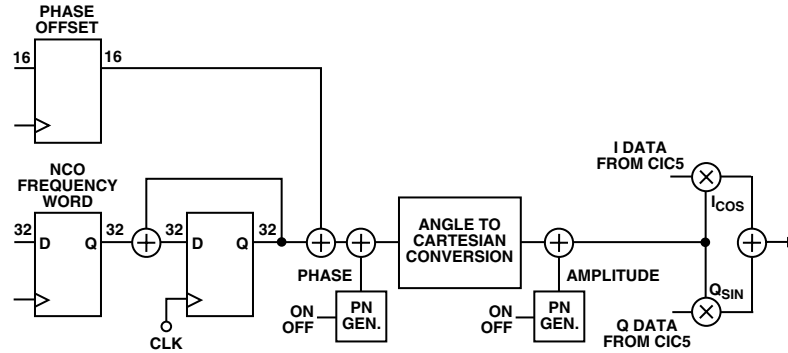 PHASE
OFFSET
16
16
NCO
FREQUENCY
WORD
32
D
Q
32
32
D
Q
32
CLK
PHASE
ON
OFF
PN
GEN.
ANGLE TO
CARTESIAN
CONVERSION
AMPLITUDE
ON
OFF
PN
GEN.
I DATA
FROM CIC5
ICOS
QSIN
Q DATA
FROM CIC5